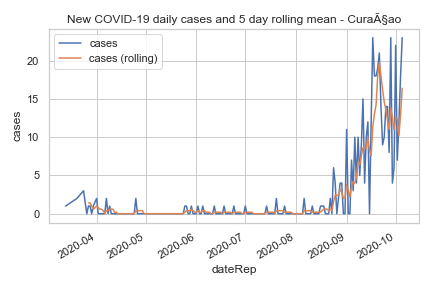 New COVID-19 daily cases and 5 day rolling mean - CuraÃ§ao
cases
cases (rolling)
cases
20
15
10
5
0
2020-04
2020-05
2020-06
2020-07
2020-08
2020-09
2020-10
dateRep